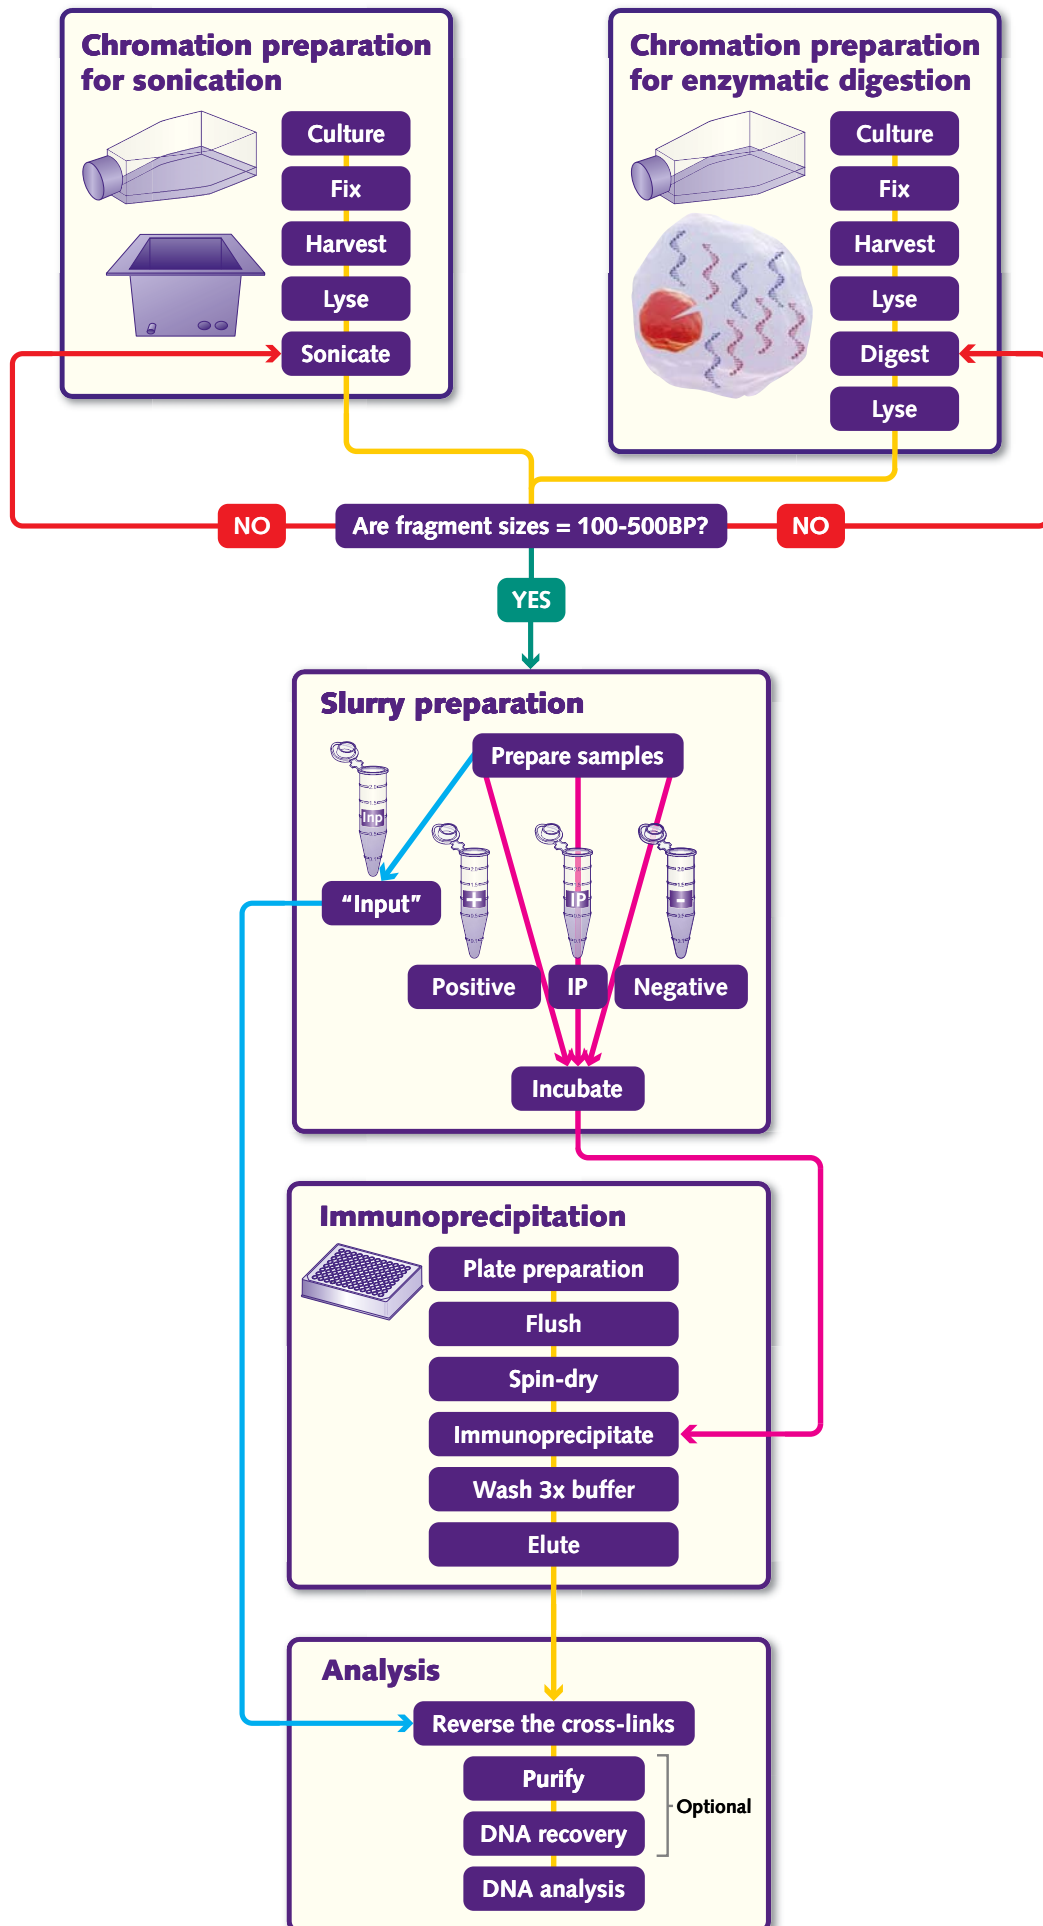 Chromation preparation
for sonication
Culture
Fix
Harvest
Lyse
Sonicate
Chromation preparation
for enzymatic digestion
Culture
Fix
Harvest
Lyse
Digest
Lyse
NO
Are fragment sizes = 100-500BP?
NO
YES
Slurry preparation
Prepare samples
Inp
"Input"
+
IP
-
Positive
IP
Negative
Incubate
Immunoprecipitation
Plate preparation
Flush
Spin-dry
Immunoprecipitate
Wash 3x buffer
Elute
Analysis
Reverse the cross-links
Purify
Optional
DNA recovery
DNA analysis